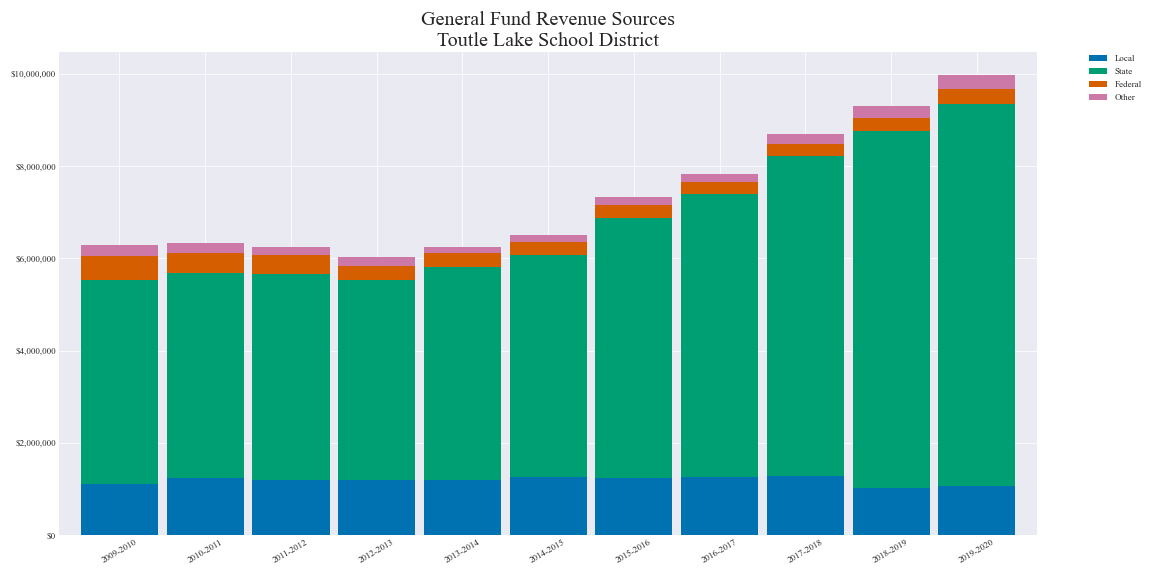 General Fund Revenue Sources
Toutle Lake School District
Local
State
Federal
Other
$10,000,000
$8,000,000
$6,000,000
$4,000,000
$2,000,000
$0
2009-2010
2010-2011
2011-2012
2012-2013
2013-2014
2014-2015
2015-2016
2016-2017
2017-2018
2018-2019
2019-2020